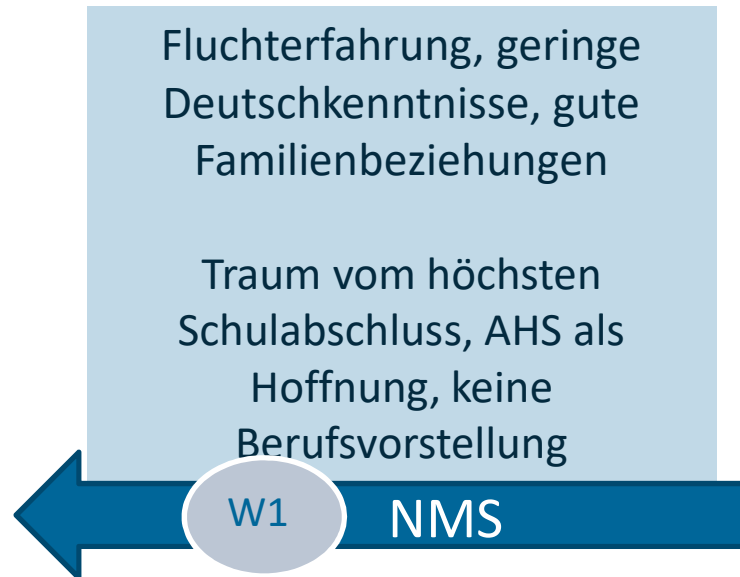 Fluchterfahrung, geringe
Deutschkenntnisse, gute
Familienbeziehungen
Traum vom höchsten
Schulabschluss, AHS als
Hoffnung, keine
Berufsvorstellung
W1 NMS